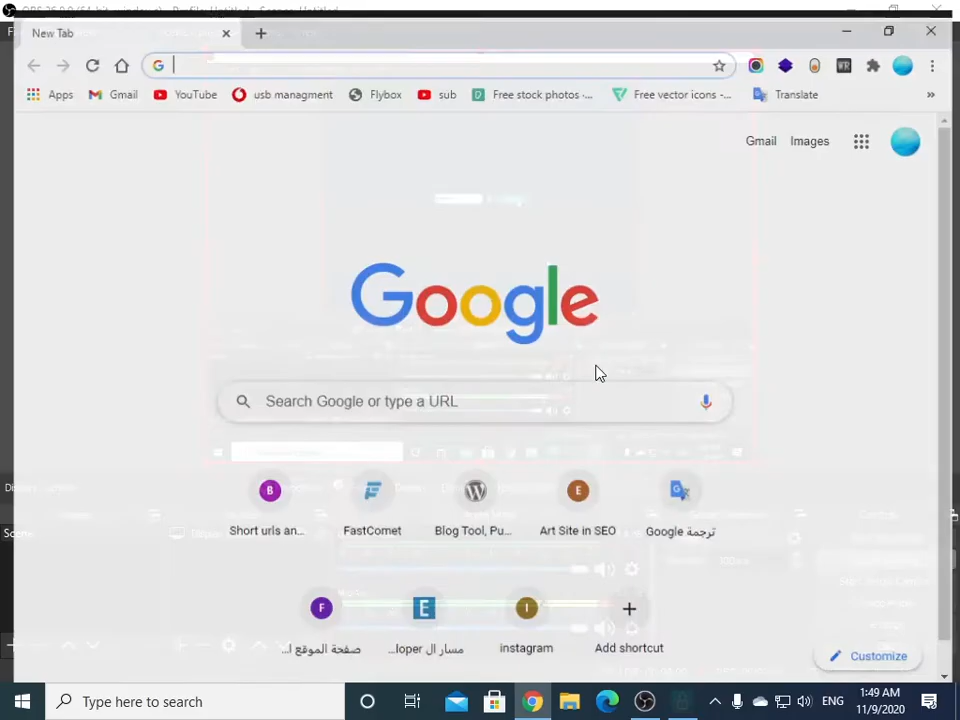 New Tab
Apps Gmail YouTube usb managment Flybox sub Free stock photos -... Free vector icons -... Translate »
Gmail Images
Google
Search Google or type a URL
B E
Short urls an... FastComet Blog Tool, Pu... Art Site in SEO ترجمة Google
F E I
صفحة الموقع ا... مسار ال loper... instagram Add shortcut
Customize
Scene
Type here to search
ENG
1:49 AM
11/9/2020